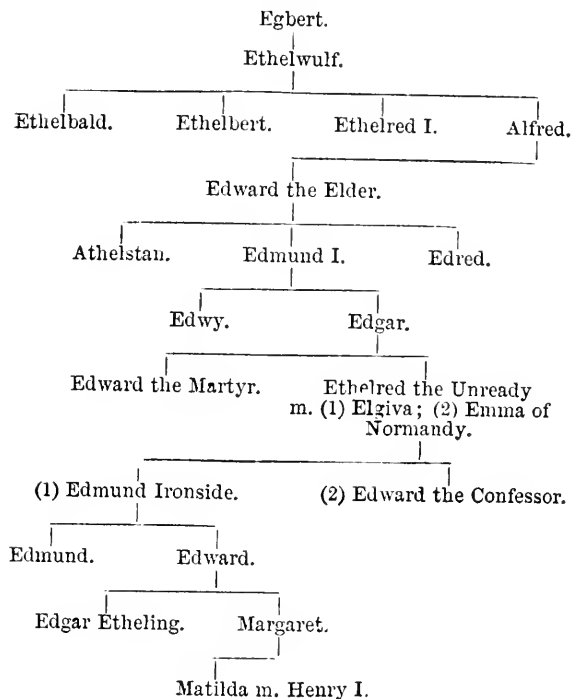 Egbert.
Ethelwulf.
Ethelbald. Ethelbert. Ethelred I. Alfred.
Edward the Elder.
Athelstan. Edmund I. Edred.
Edwy. Edgar.
Edward the Martyr. Ethelred the Unready
m. (1) Elgiva; (2) Emma of
Normandy.
(1) Edmund Ironside. (2) Edward the Confessor.
Edmund. Edward.
Edgar Etheling. Margaret.
Matilda m. Henry I.